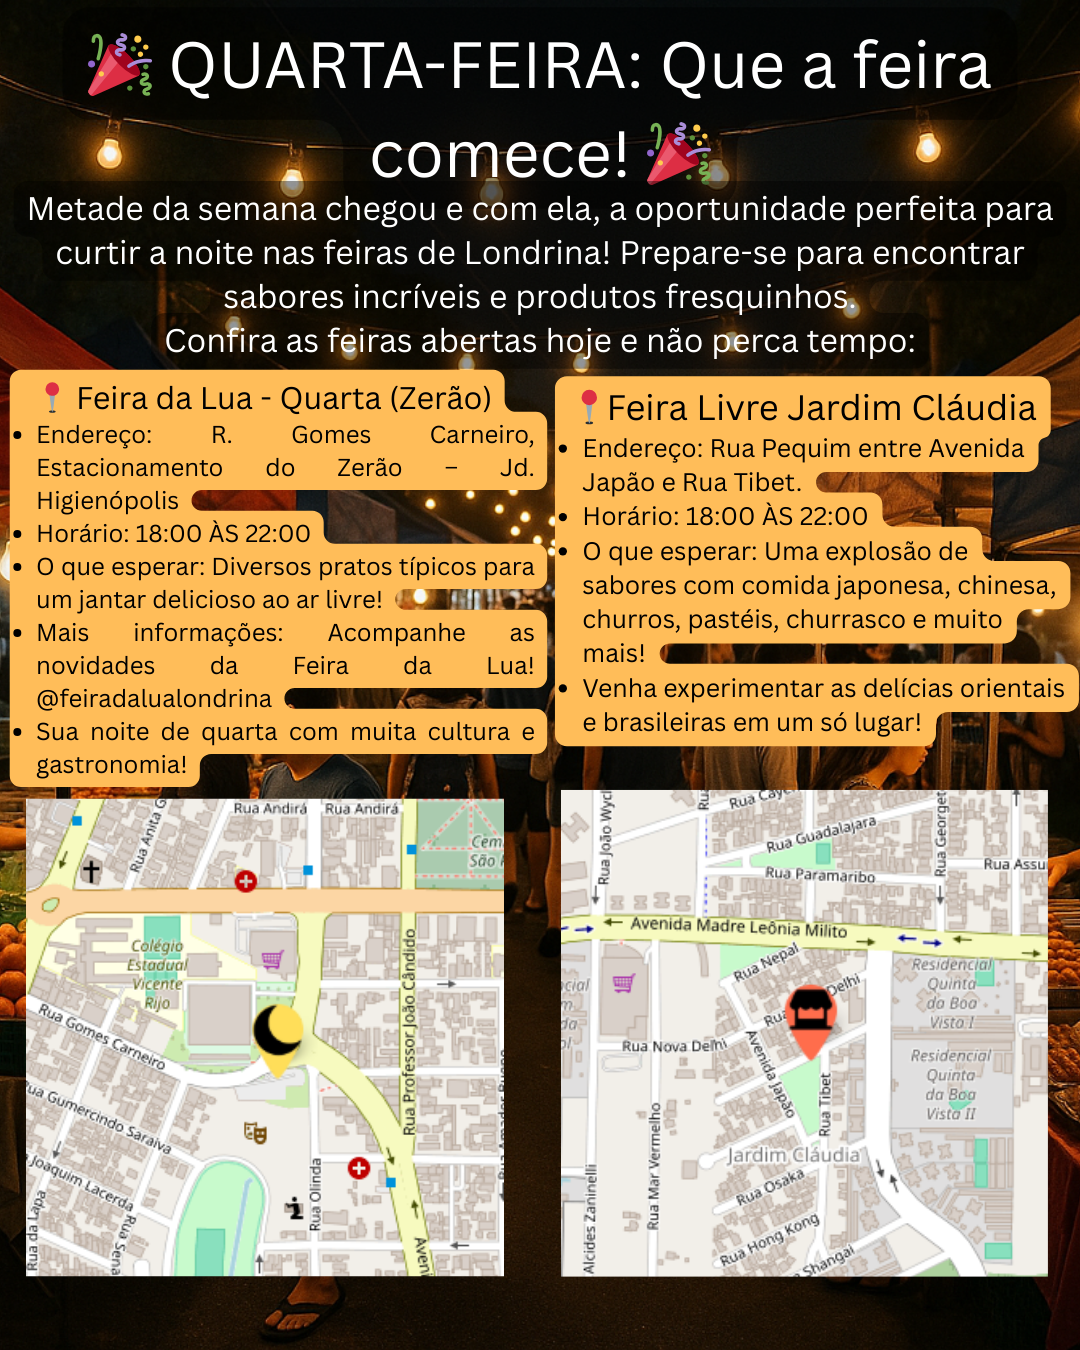 🎉 QUARTA-FEIRA: Que a feira
comece! 🎉
Metade da semana chegou e com ela, a oportunidade perfeita para
curtir a noite nas feiras de Londrina! Prepare-se para encontrar
sabores incríveis e produtos fresquinhos.
Confira as feiras abertas hoje e não perca tempo:
📍 Feira da Lua - Quarta (Zerão)
• Endereço: R. Gomes Carneiro,
Estacionamento do Zerão – Jd.
Higienópolis
• Horário: 18:00 ÀS 22:00
• O que esperar: Diversos pratos típicos para
um jantar delicioso ao ar livre!
• Mais informações: Acompanhe as
novidades da Feira da Lua!
@feiradalualondrina
• Sua noite de quarta com muita cultura e
gastronomia!
📍Feira Livre Jardim Cláudia
• Endereço: Rua Pequim entre Avenida
Japão e Rua Tibet.
• Horário: 18:00 ÀS 22:00
• O que esperar: Uma explosão de
sabores com comida japonesa, chinesa,
churros, pastéis, churrasco e muito
mais!
• Venha experimentar as delícias orientais
e brasileiras em um só lugar!
Rua Andirá
Rua Andirá
Rua Anita G
Cem
São
Colégio
Estadual
Vicente
Rijo
Rua Professor João Cândido
Rua Gomes Carneiro
Rua Gumercindo Saraiva
Joaquim Lacerda
Rua da Lapa
Rua Sena
Rua Olinda
Aveni
Rua João Wycl
Rua
Rua Cayo
Rua Guadalajara
Rua Georget
Rua Paramaribo
Rua Assu
Avenida Madre Leônia Milito
Rua Nepal
Delhi
Rua
Residencial
Quinta
da Boa
Vista I
Rua Nova Delhi
Avenida Japão
Rua Tibet
Residencial
Quinta
da Boa
Vista II
Rua Mar Vermelho
Jardim Cláudia
Rua Osaka
Alcides Zaninelli
Rua Hong Kong
Shangai